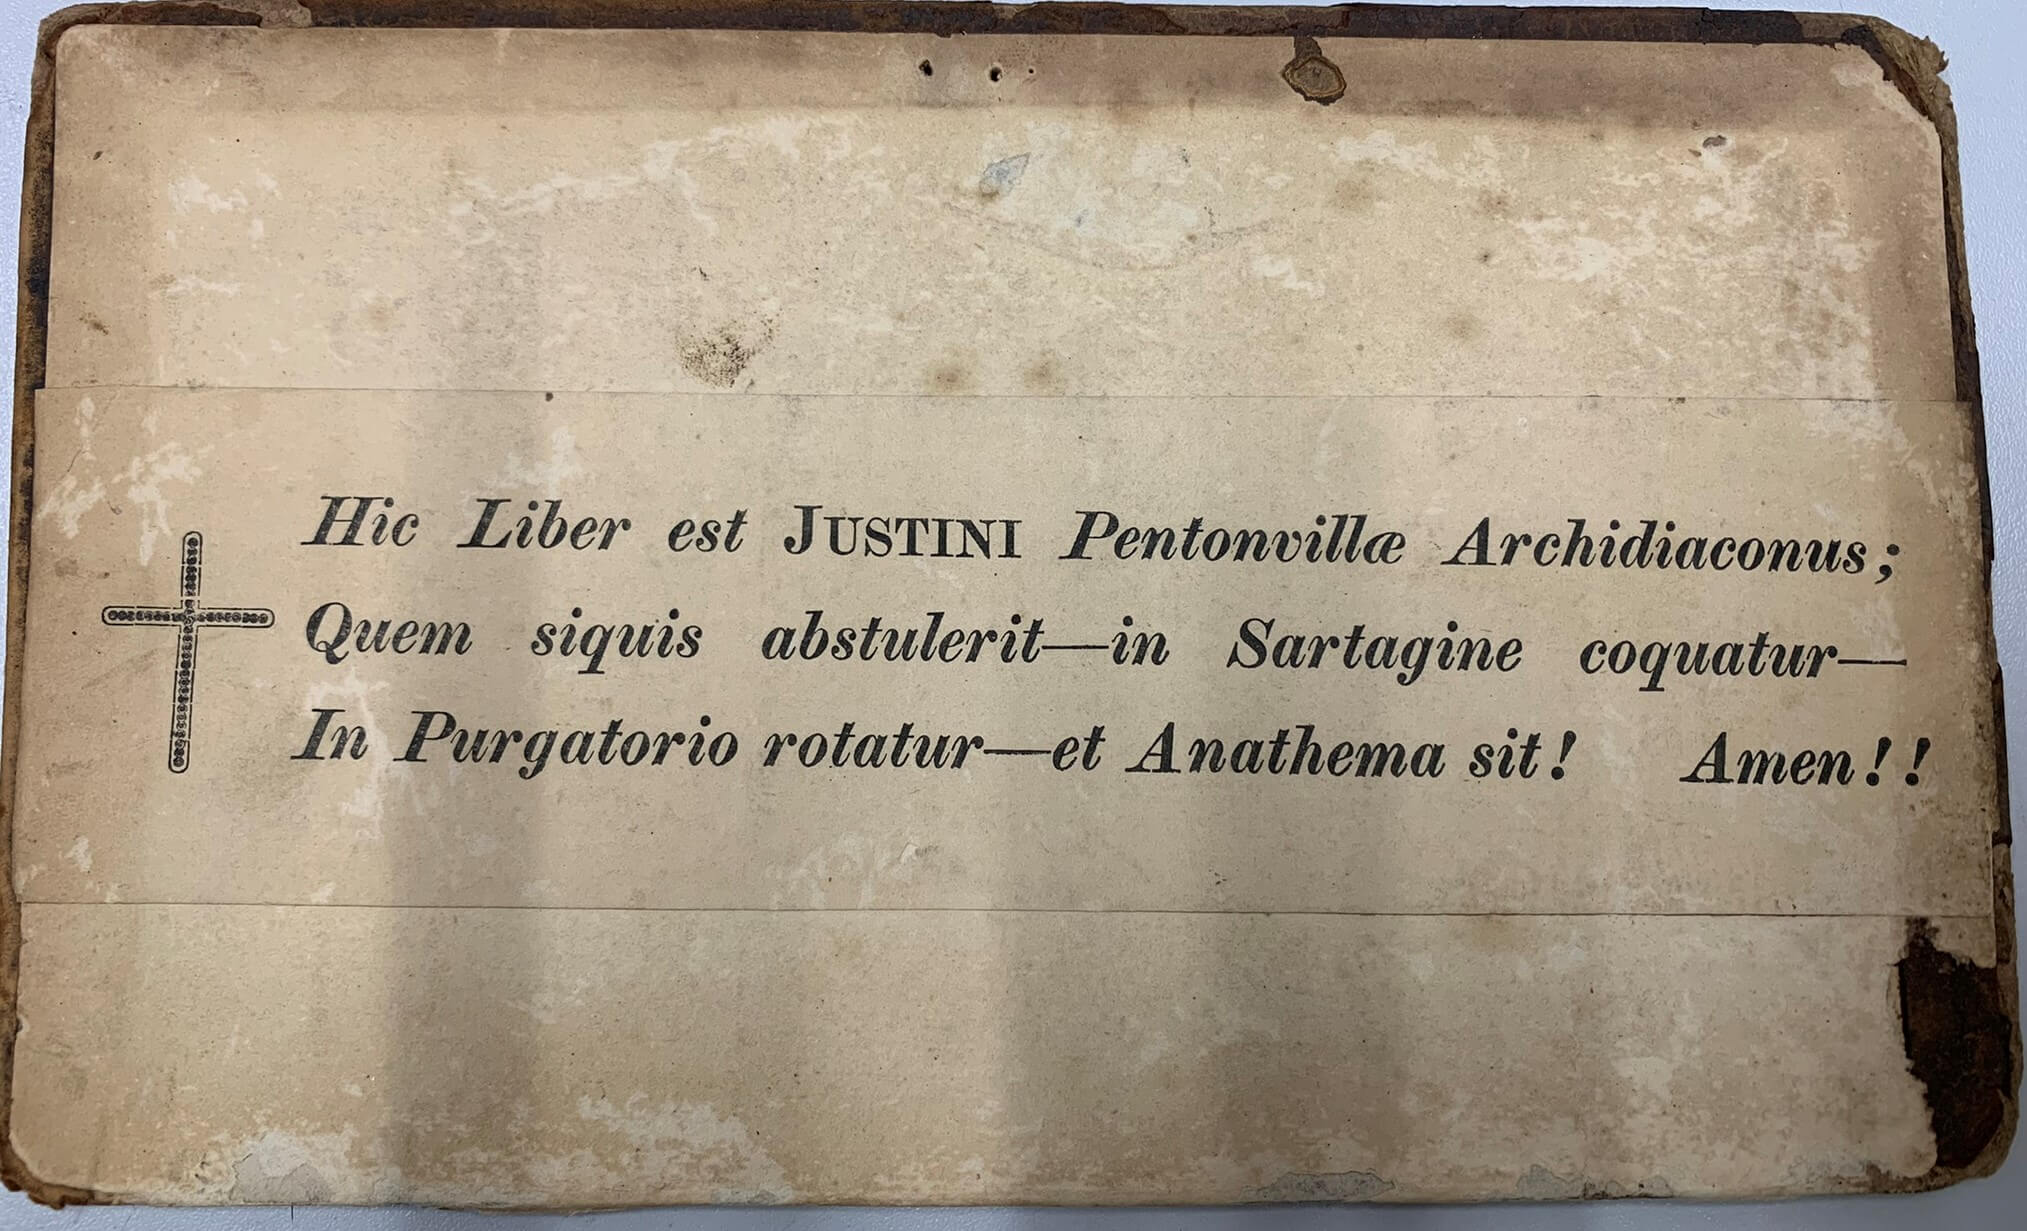 Hic Liber est JUSTINI Pentonvillæ Archidiaconus;
Quem siquis abstulerit—in Sartagine coquatur—
In Purgatorio rotatur—et Anathema sit! Amen!!